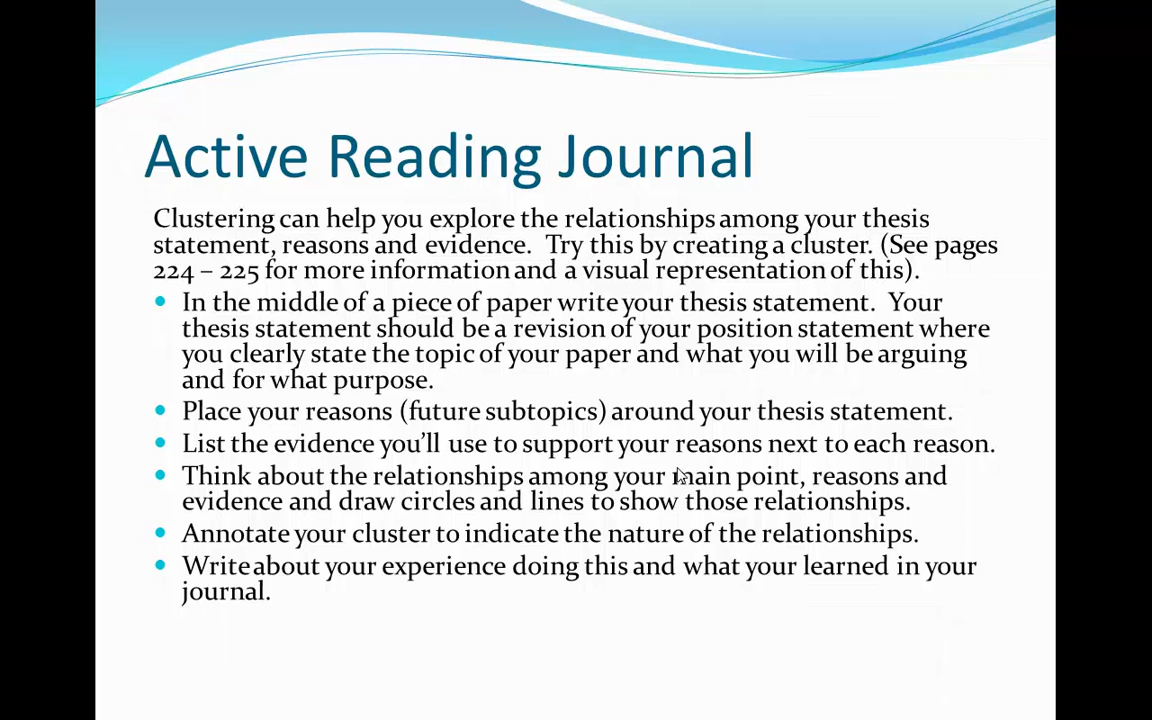 Active Reading Journal
Clustering can help you explore the relationships among your thesis
statement, reasons and evidence. Try this by creating a cluster. (See pages
224 – 225 for more information and a visual representation of this).
• In the middle of a piece of paper write your thesis statement. Your
thesis statement should be a revision of your position statement where
you clearly state the topic of your paper and what you will be arguing
and for what purpose.
• Place your reasons (future subtopics) around your thesis statement.
• List the evidence you’ll use to support your reasons next to each reason.
• Think about the relationships among your main point, reasons and
evidence and draw circles and lines to show those relationships.
• Annotate your cluster to indicate the nature of the relationships.
• Write about your experience doing this and what your learned in your
journal.